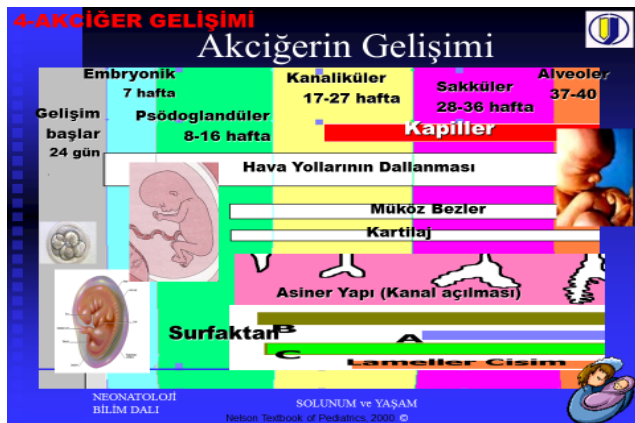 4-AKCİĞER GELİŞİMİ
Akciğerin Gelişimi
Embryonik
7 hafta
Kanaliküler
17-27 hafta
Sakküler
28-36 hafta
Alveoler
37-40
Gelişim
başlar
24 gün
Psödoglandüler
8-16 hafta
Kapiller
Hava Yollarının Dallanması
Müköz Bezler
Kartilaj
Asiner Yapı (Kanal açılması)
Surfaktan
B
A
C
Lameller Cisim
NEONATOLOJİ
BİLİM DALI
SOLUNUM ve YAŞAM
Nelson Textbook of Pediatrics, 2000 ©